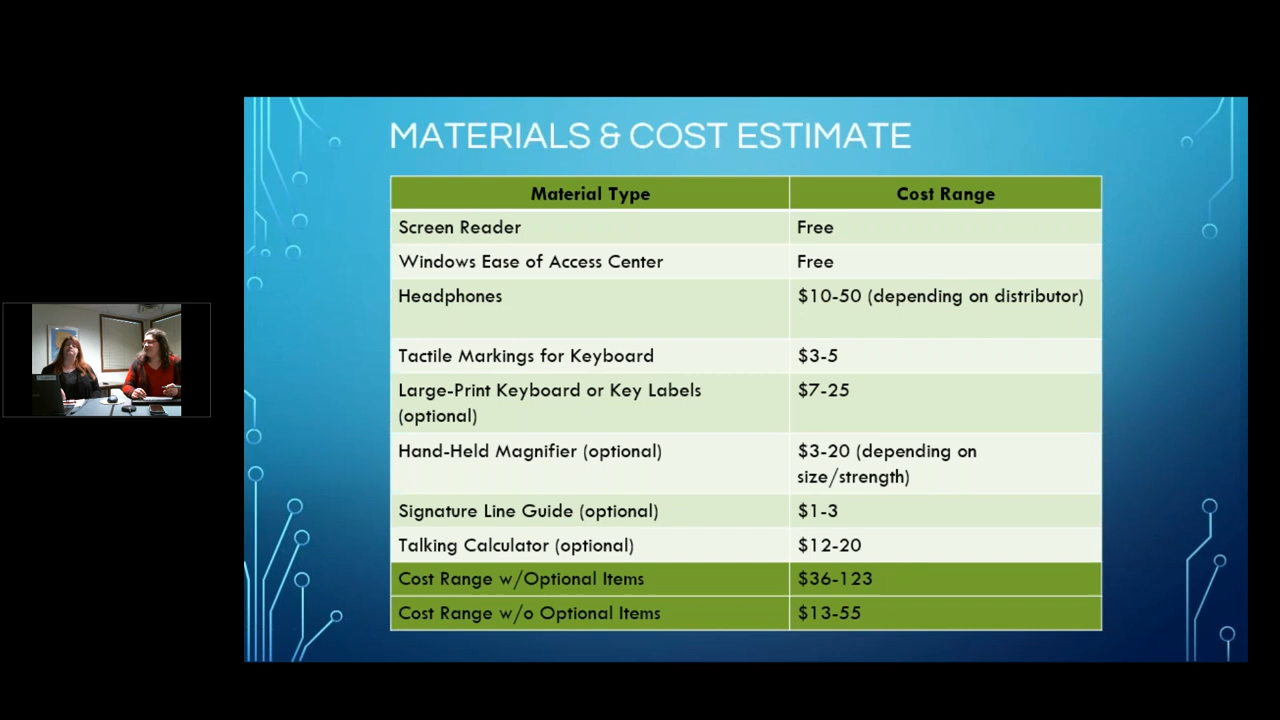 MATERIALS & COST ESTIMATE
Material Type Cost Range
Screen Reader Free
Windows Ease of Access Center Free
Headphones $10-50 (depending on distributor)
Tactile Markings for Keyboard $3-5
Large-Print Keyboard or Key Labels $7-25
(optional)
Hand-Held Magnifier (optional) $3-20 (depending on
size/strength)
Signature Line Guide (optional) $1-3
Talking Calculator (optional) $12-20
Cost Range w/Optional Items $36-123
Cost Range w/o Optional Items $13-55